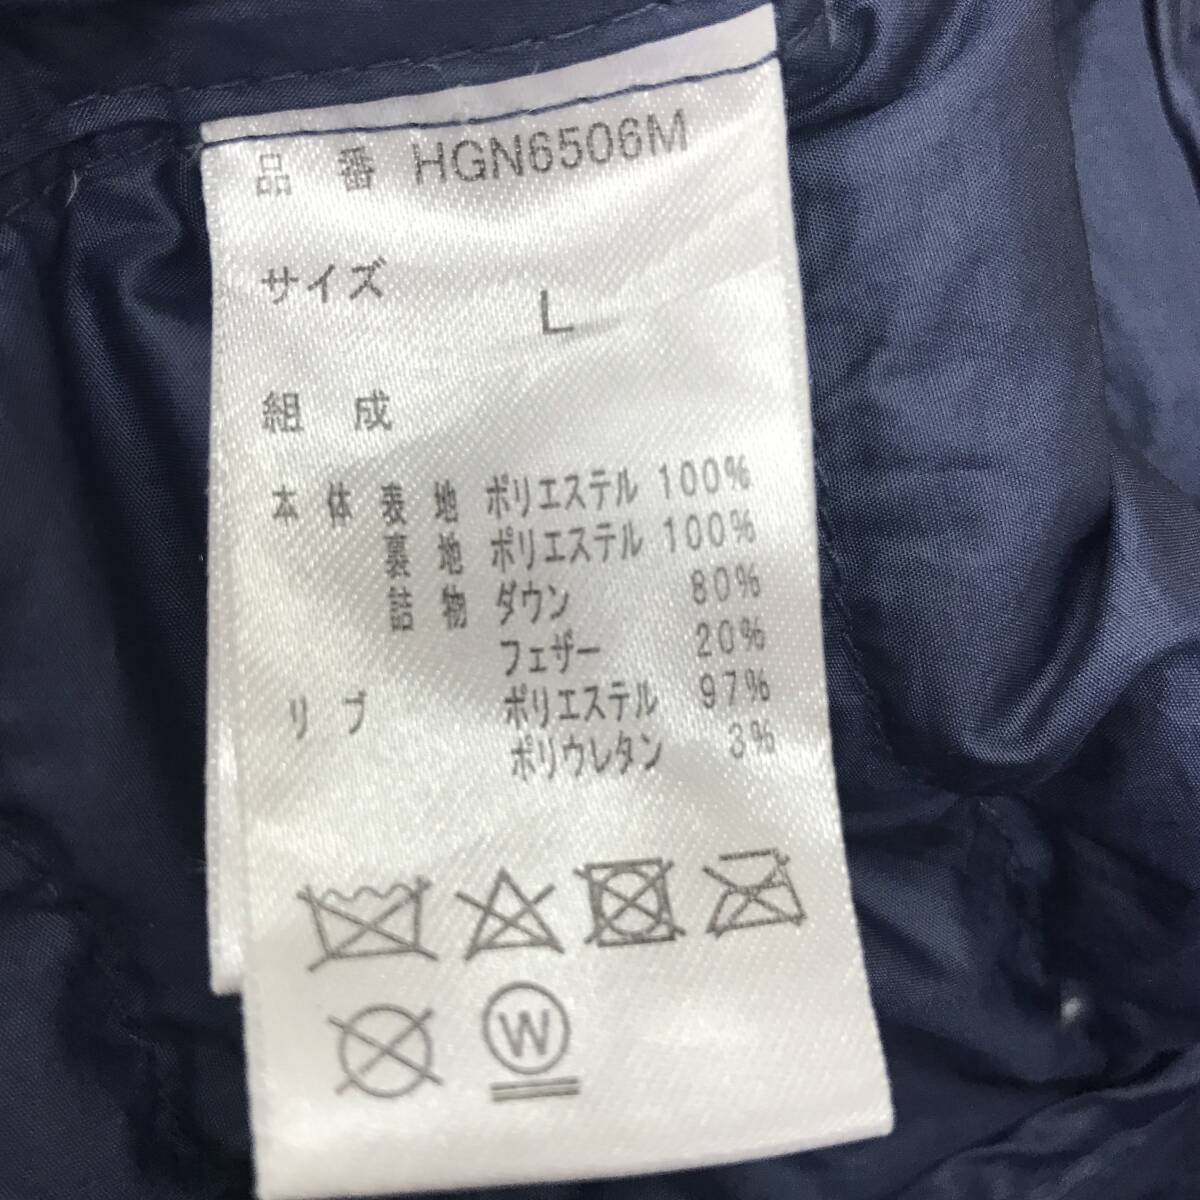 品 番 HGN6506M
サイズ
L
組 成
本 体 表 地 ポリエステル 100%
裏 地 ポリエステル 100%
詰 物 ダウン 80%
フェザー 20%
リ ブ ポリエステル 97%
ポリウレタン 3%
W